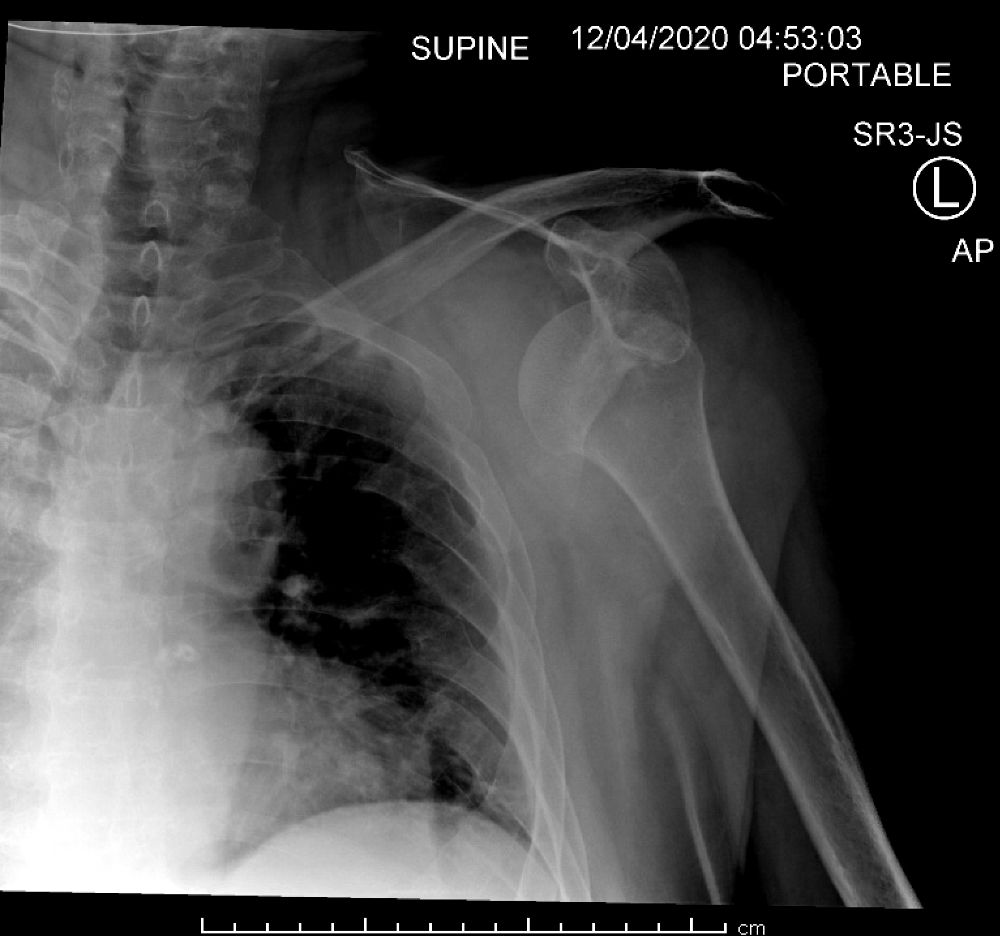 SUPINE 12/04/2020 04:53:03
PORTABLE
SR3-JS
L
AP
cm